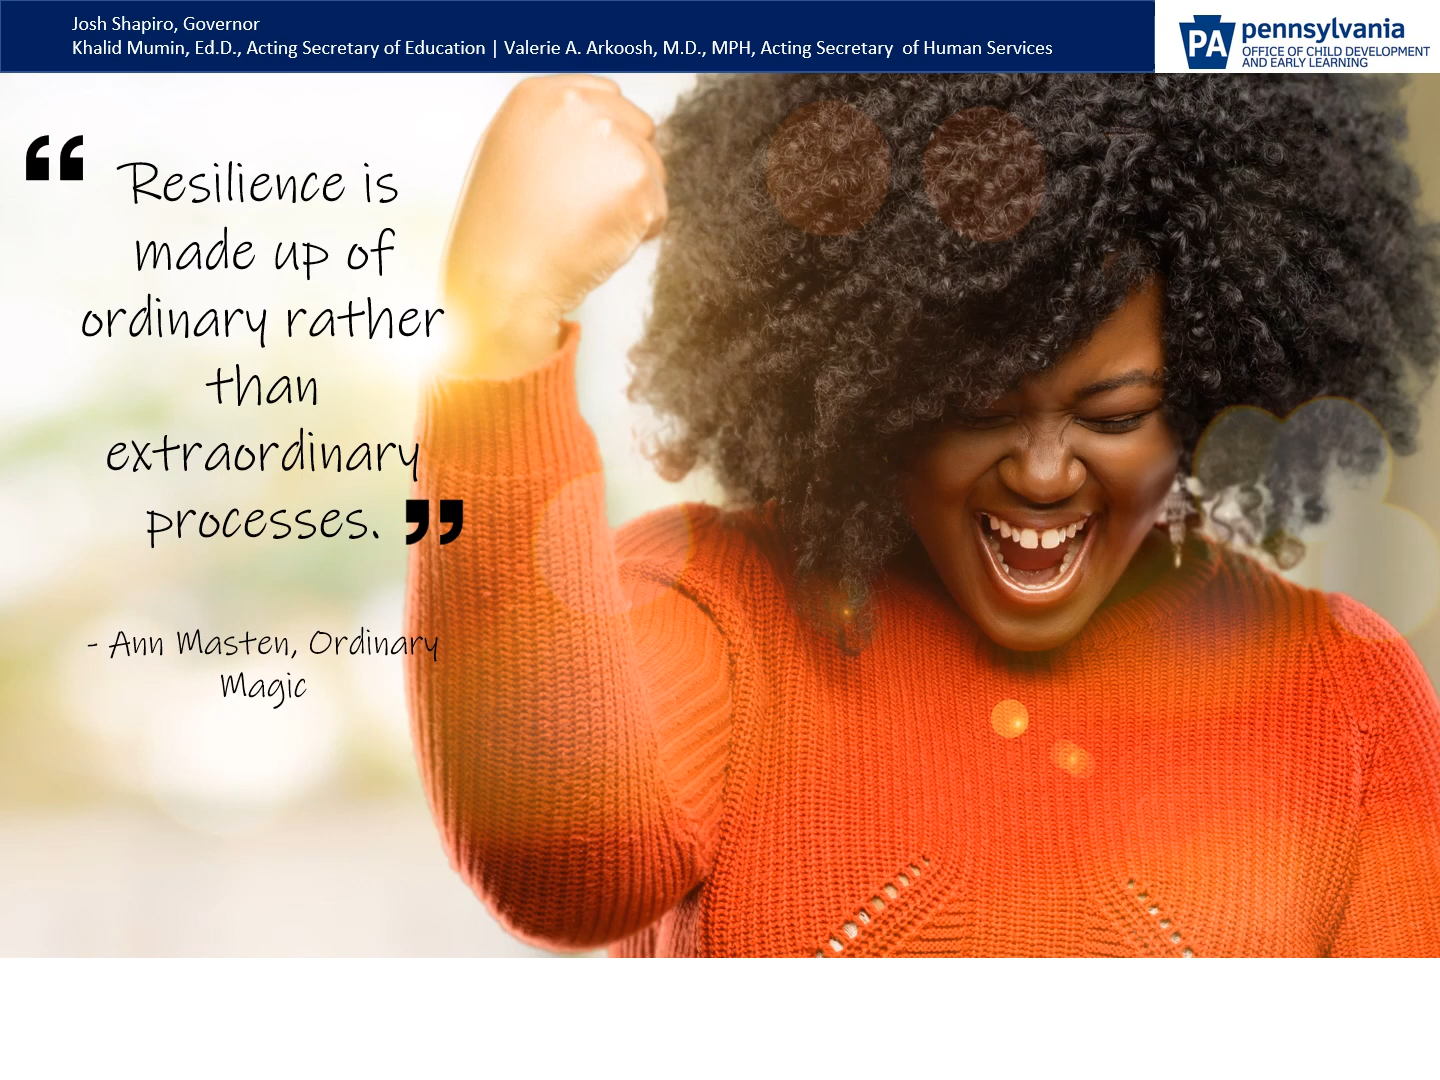 Josh Shapiro, Governor
Khalid Mumin, Ed.D., Acting Secretary of Education | Valerie A. Arkoosh, M.D., MPH, Acting Secretary  of Human Services
PA pennsylvania
OFFICE OF CHILD DEVELOPMENT
AND EARLY LEARNING
“ Resilience is
made up of
ordinary rather
than
extraordinary
processes. ”
- Ann Masten, Ordinary
Magic